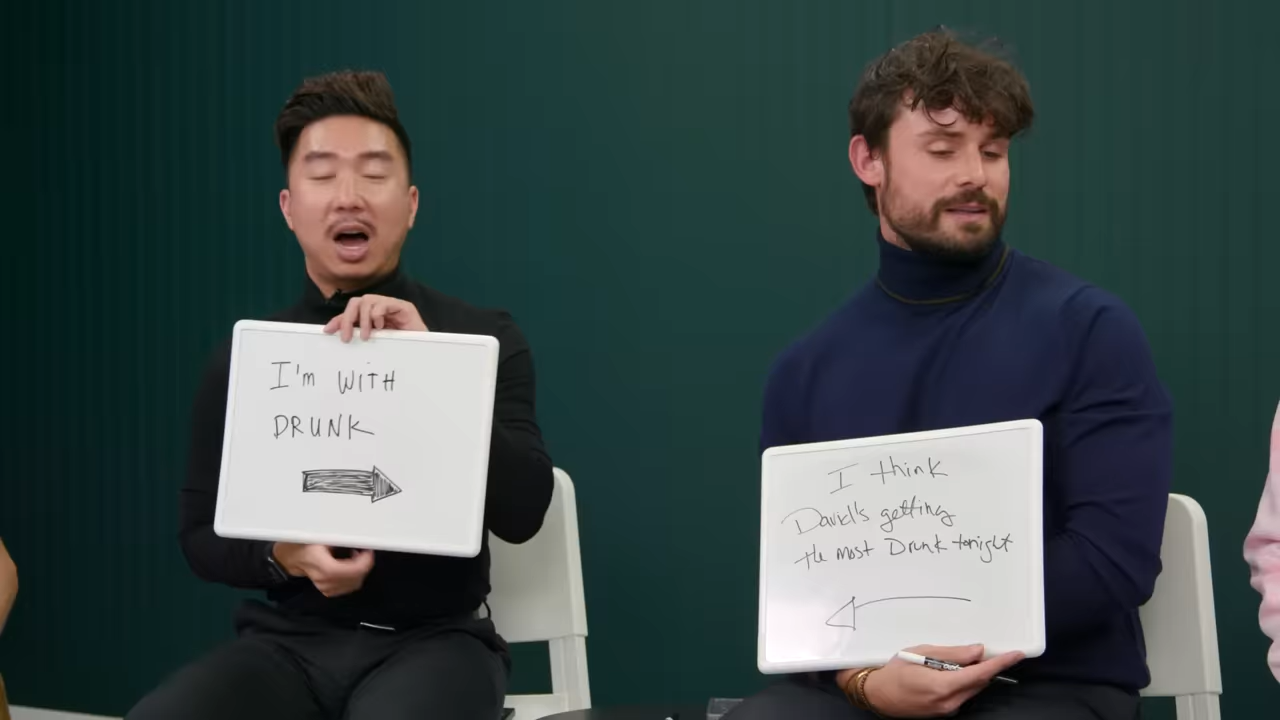 I'm WITH
DRUNK
I think
David's getting
the most Drunk tonight